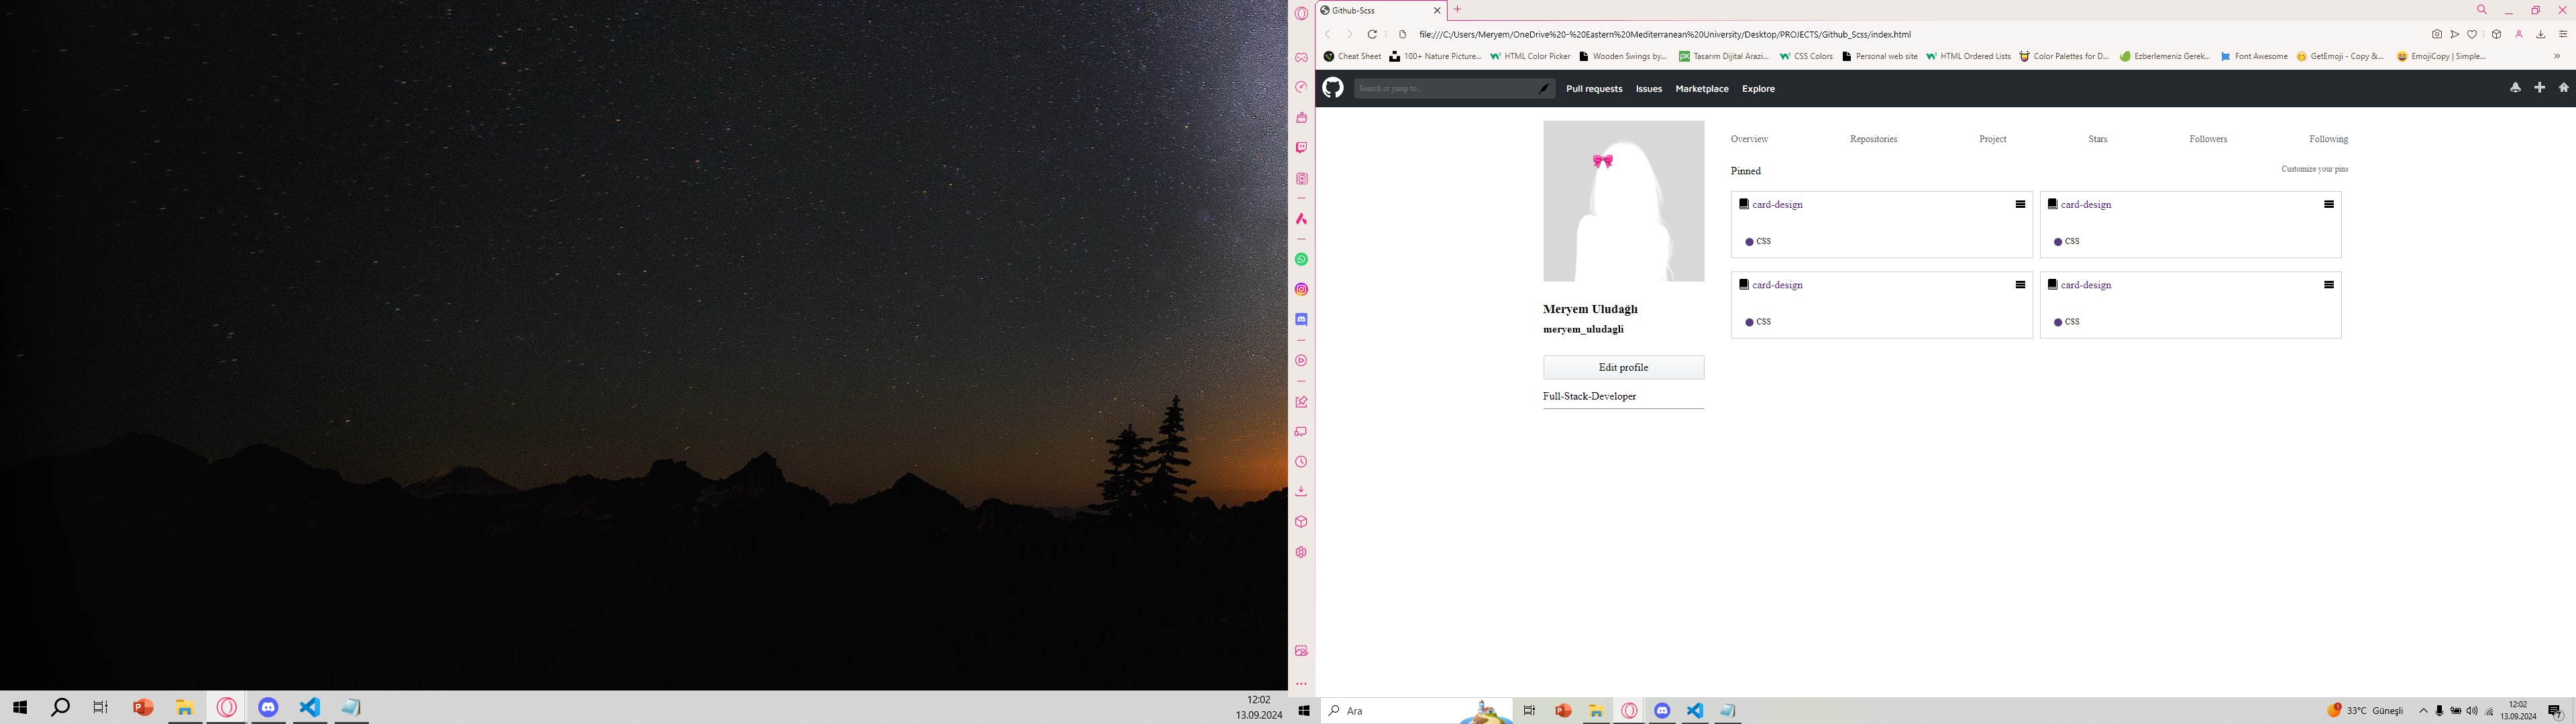 Github-Scss
file:///C:/Users/Meryem/OneDrive%20-%20Eastern%20Mediterranean%20University/Desktop/PROJECTS/Github_Scss/index.html
Cheat Sheet 100+ Nature Picture... HTML Color Picker Wooden Swings by... Tasarım Dijital Arazi... CSS Colors Personal web site HTML Ordered Lists Color Palettes for D... Ezberlemeniz Gerek... Font Awesome GetEmoji - Copy &... EmojiCopy | Simple...
Search or jump to... Pull requests Issues Marketplace Explore
Overview Repositories Project Stars Followers Following
Pinned Customize your pins
card-design card-design
CSS CSS
card-design card-design
CSS CSS
Meryem Uludağlı
meryem_uludagli
Edit profile
Full-Stack-Developer
12:02
13.09.2024
Ara
33°C Güneşli
12:02
13.09.2024